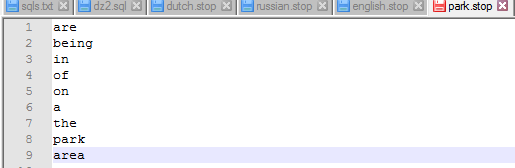 sqls.txt dz2.sql dutch.stop russian.stop english.stop park.stop
1 are
2 being
3 in
4 of
5 on
6 a
7 the
8 park
9 area